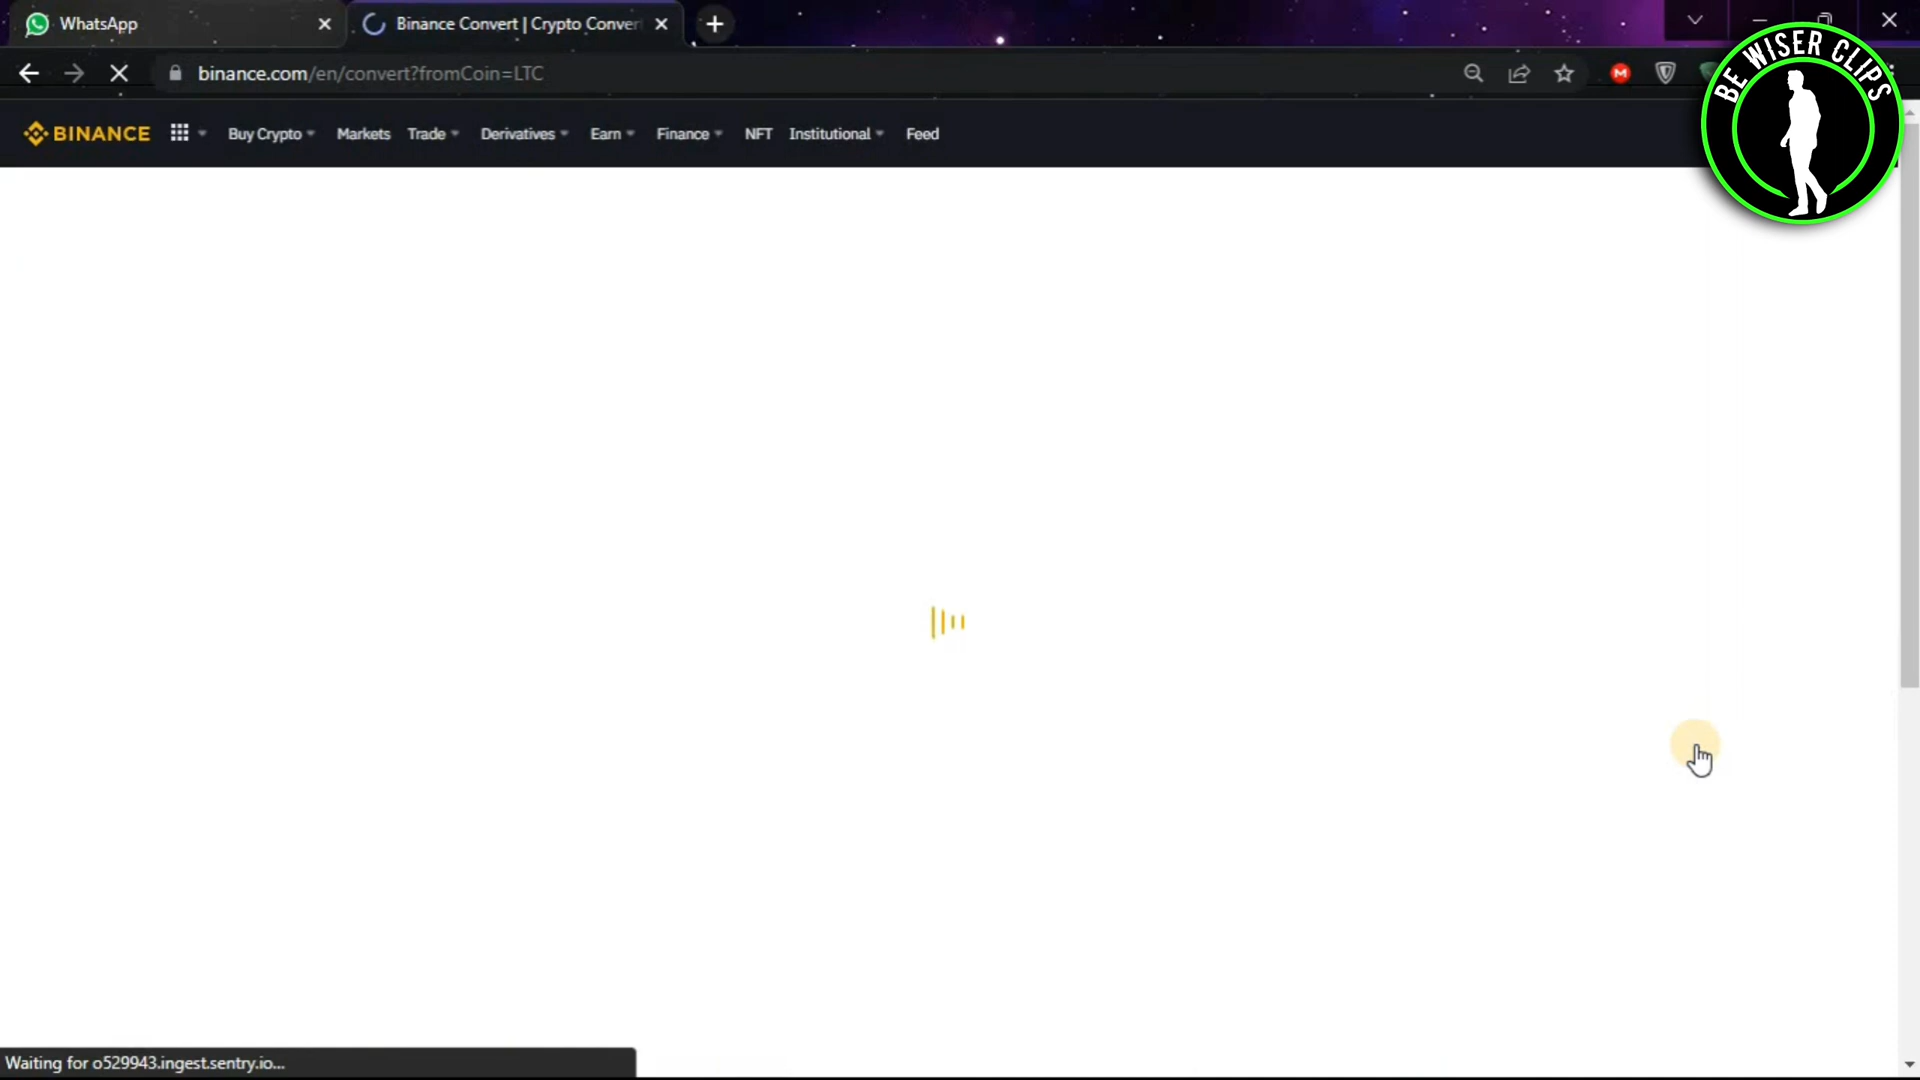 WhatsApp
Binance Convert | Crypto Conver
binance.com/en/convert?fromCoin=LTC
BE WISER CLIPS
BINANCE Buy Crypto Markets Trade Derivatives Earn Finance NFT Institutional Feed
Waiting for o529943.ingest.sentry.io...